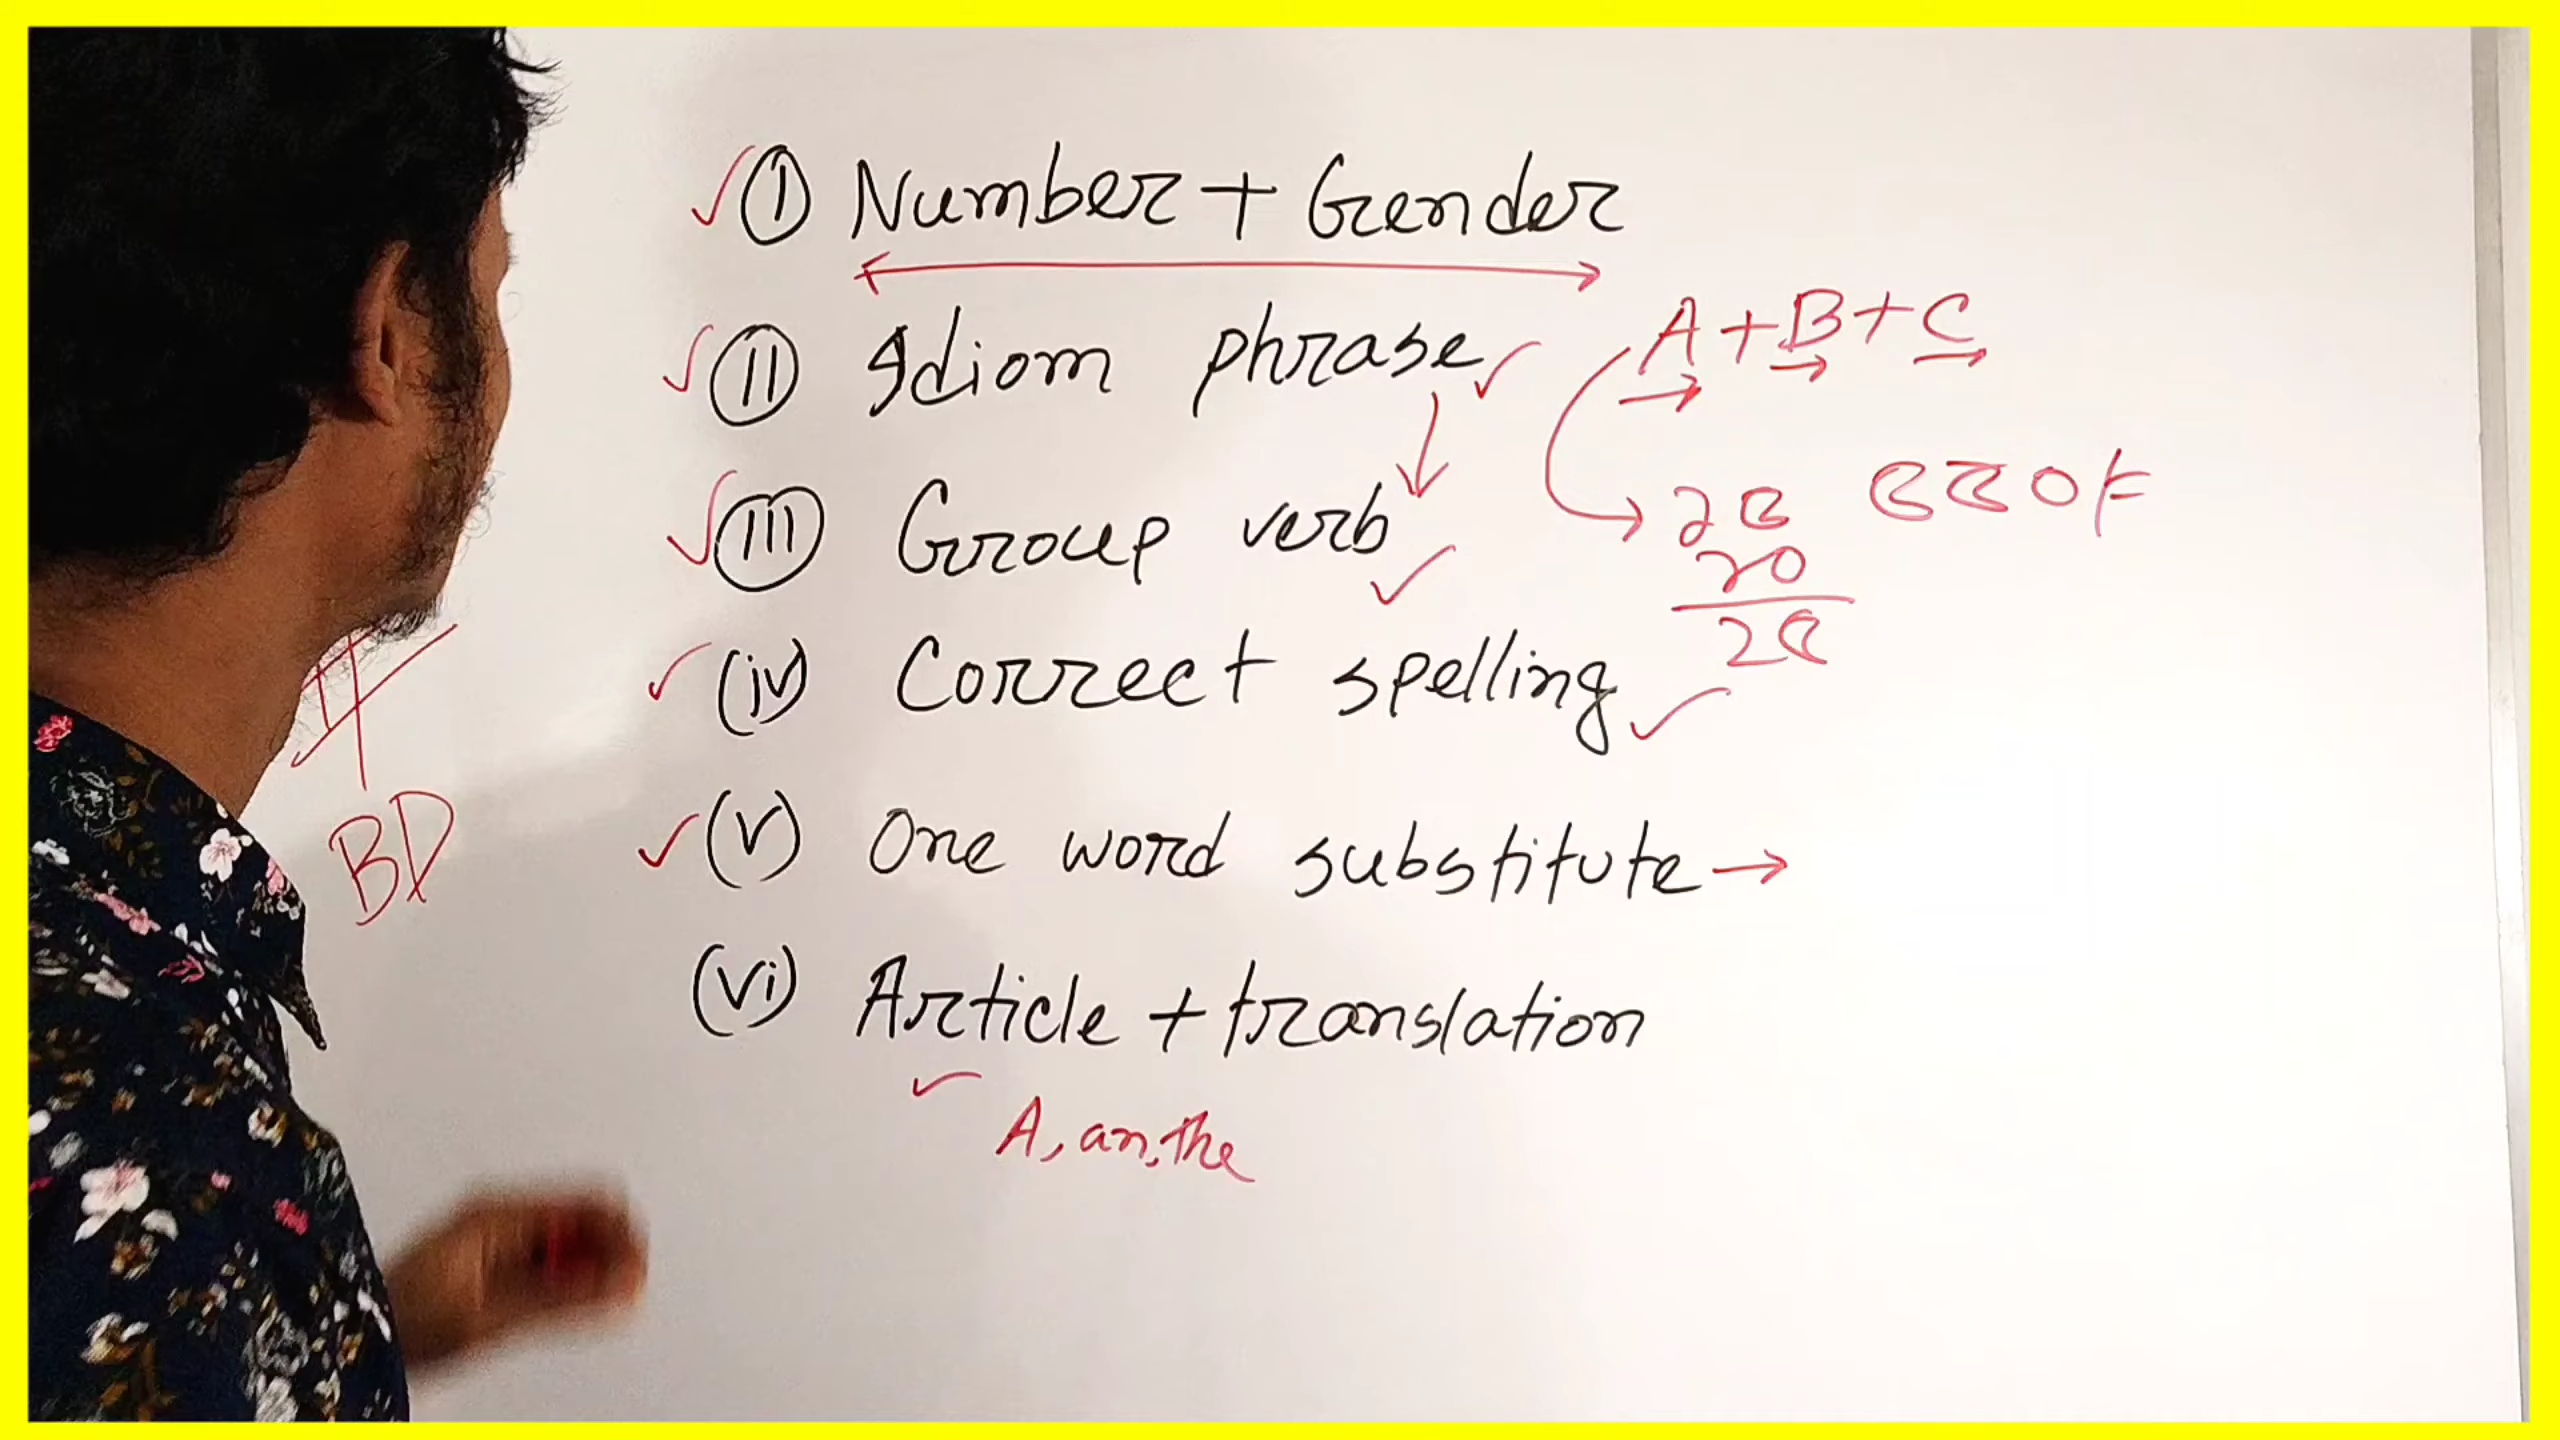 (I) Number + Gender
A + B + C
(II) Idiom phrase
(III) Group verb
(iv) Correct spelling
BD
(v) One word substitute →
(vi) Article + translation
A, an, the